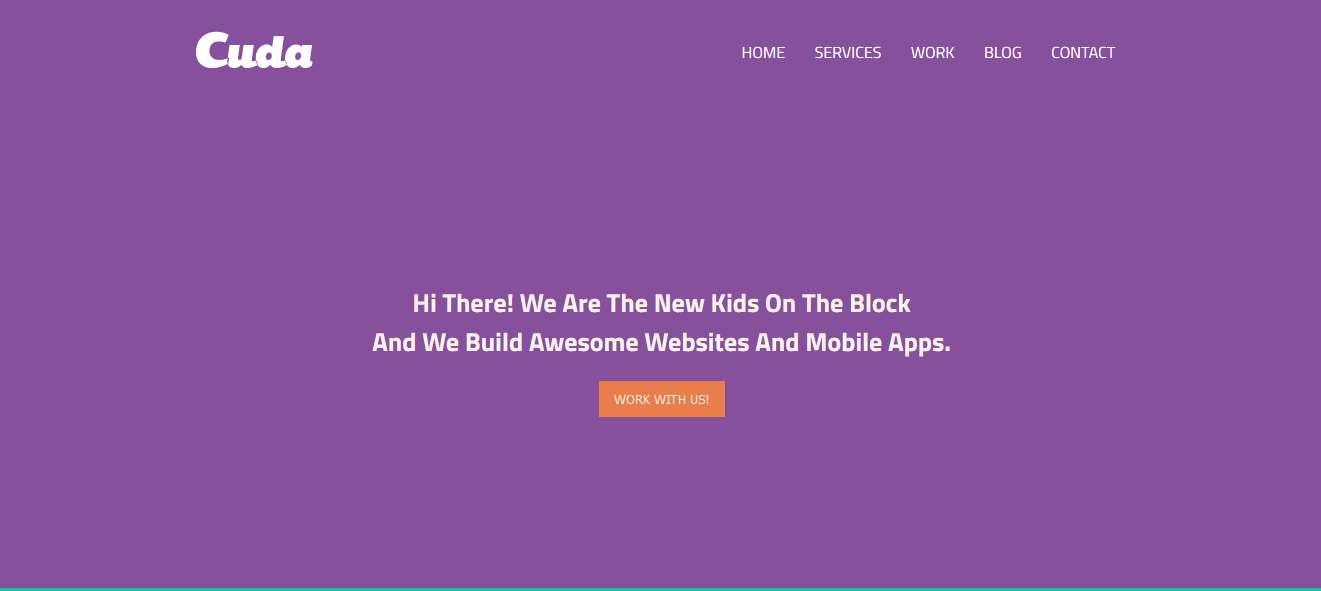 Cuda
HOME SERVICES WORK BLOG CONTACT
Hi There! We Are The New Kids On The Block
And We Build Awesome Websites And Mobile Apps.
WORK WITH US!